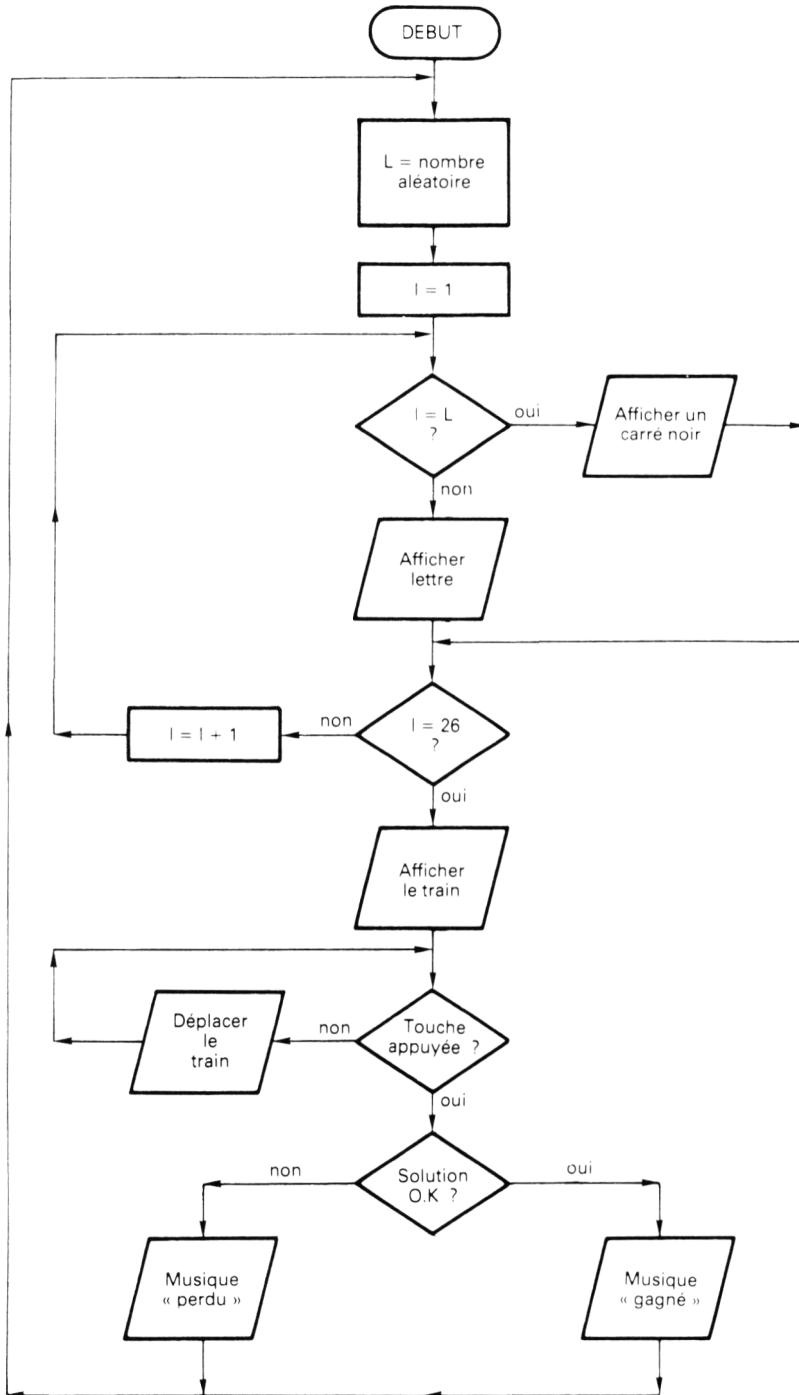 DEBUT
L = nombre
aléatoire
I = 1
I = L
?
oui
Afficher un
carré noir
non
Afficher
lettre
I = 26
?
non
I = I + 1
oui
Afficher
le train
Touche
appuyée ?
non
Déplacer
le
train
oui
Solution
O.K ?
non
oui
Musique
« perdu »
Musique
« gagné »